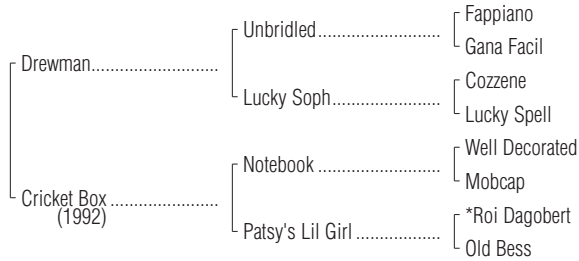 Fappiano
Unbridled
Gana Facil
Drewman
Cozzene
Lucky Soph
Lucky Spell
Well Decorated
Notebook
Mobcap
Cricket Box
(1992)
*Roi Dagobert
Patsy's Lil Girl
Old Bess